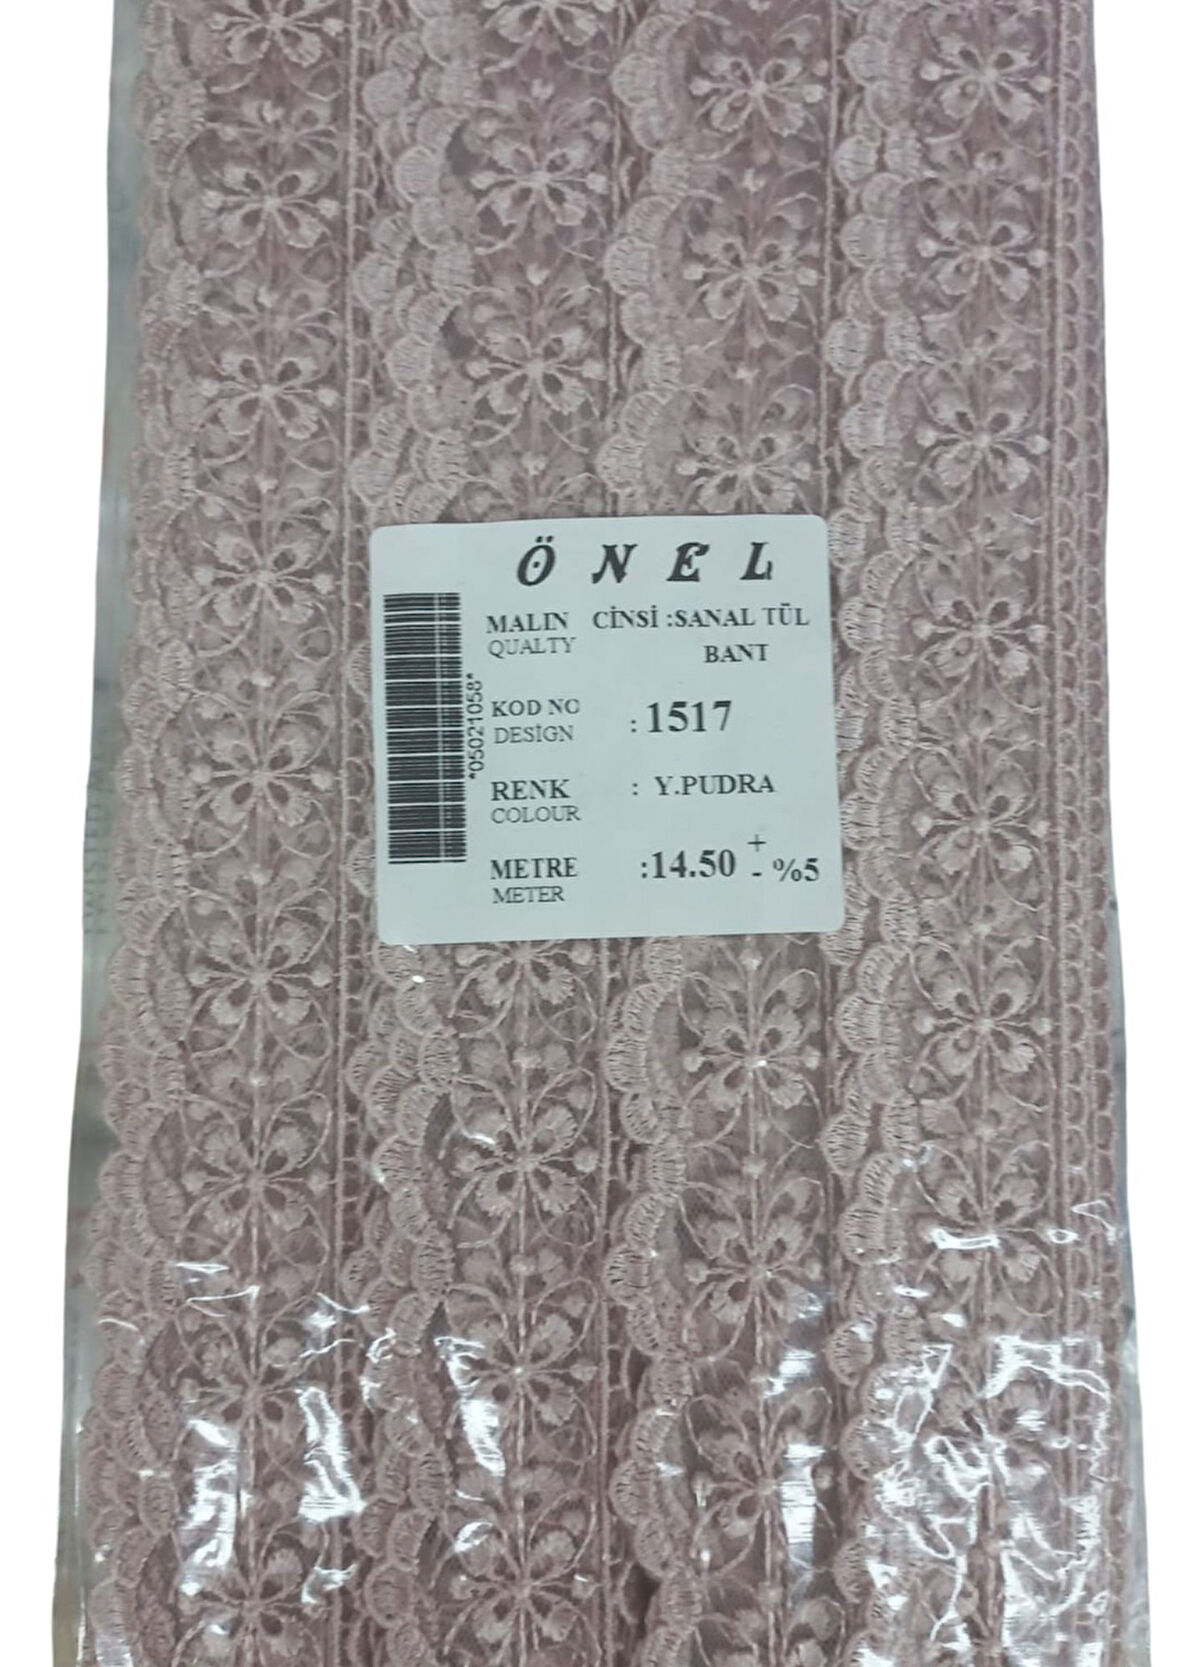 ÖNEL
MALIN CİNSİ :SANAL TÜL
QUALTY BANT
KOD NO : 1517
DESİGN
RENK : Y.PUDRA
COLOUR
METRE :14.50 +- %5
METER
*05021058*